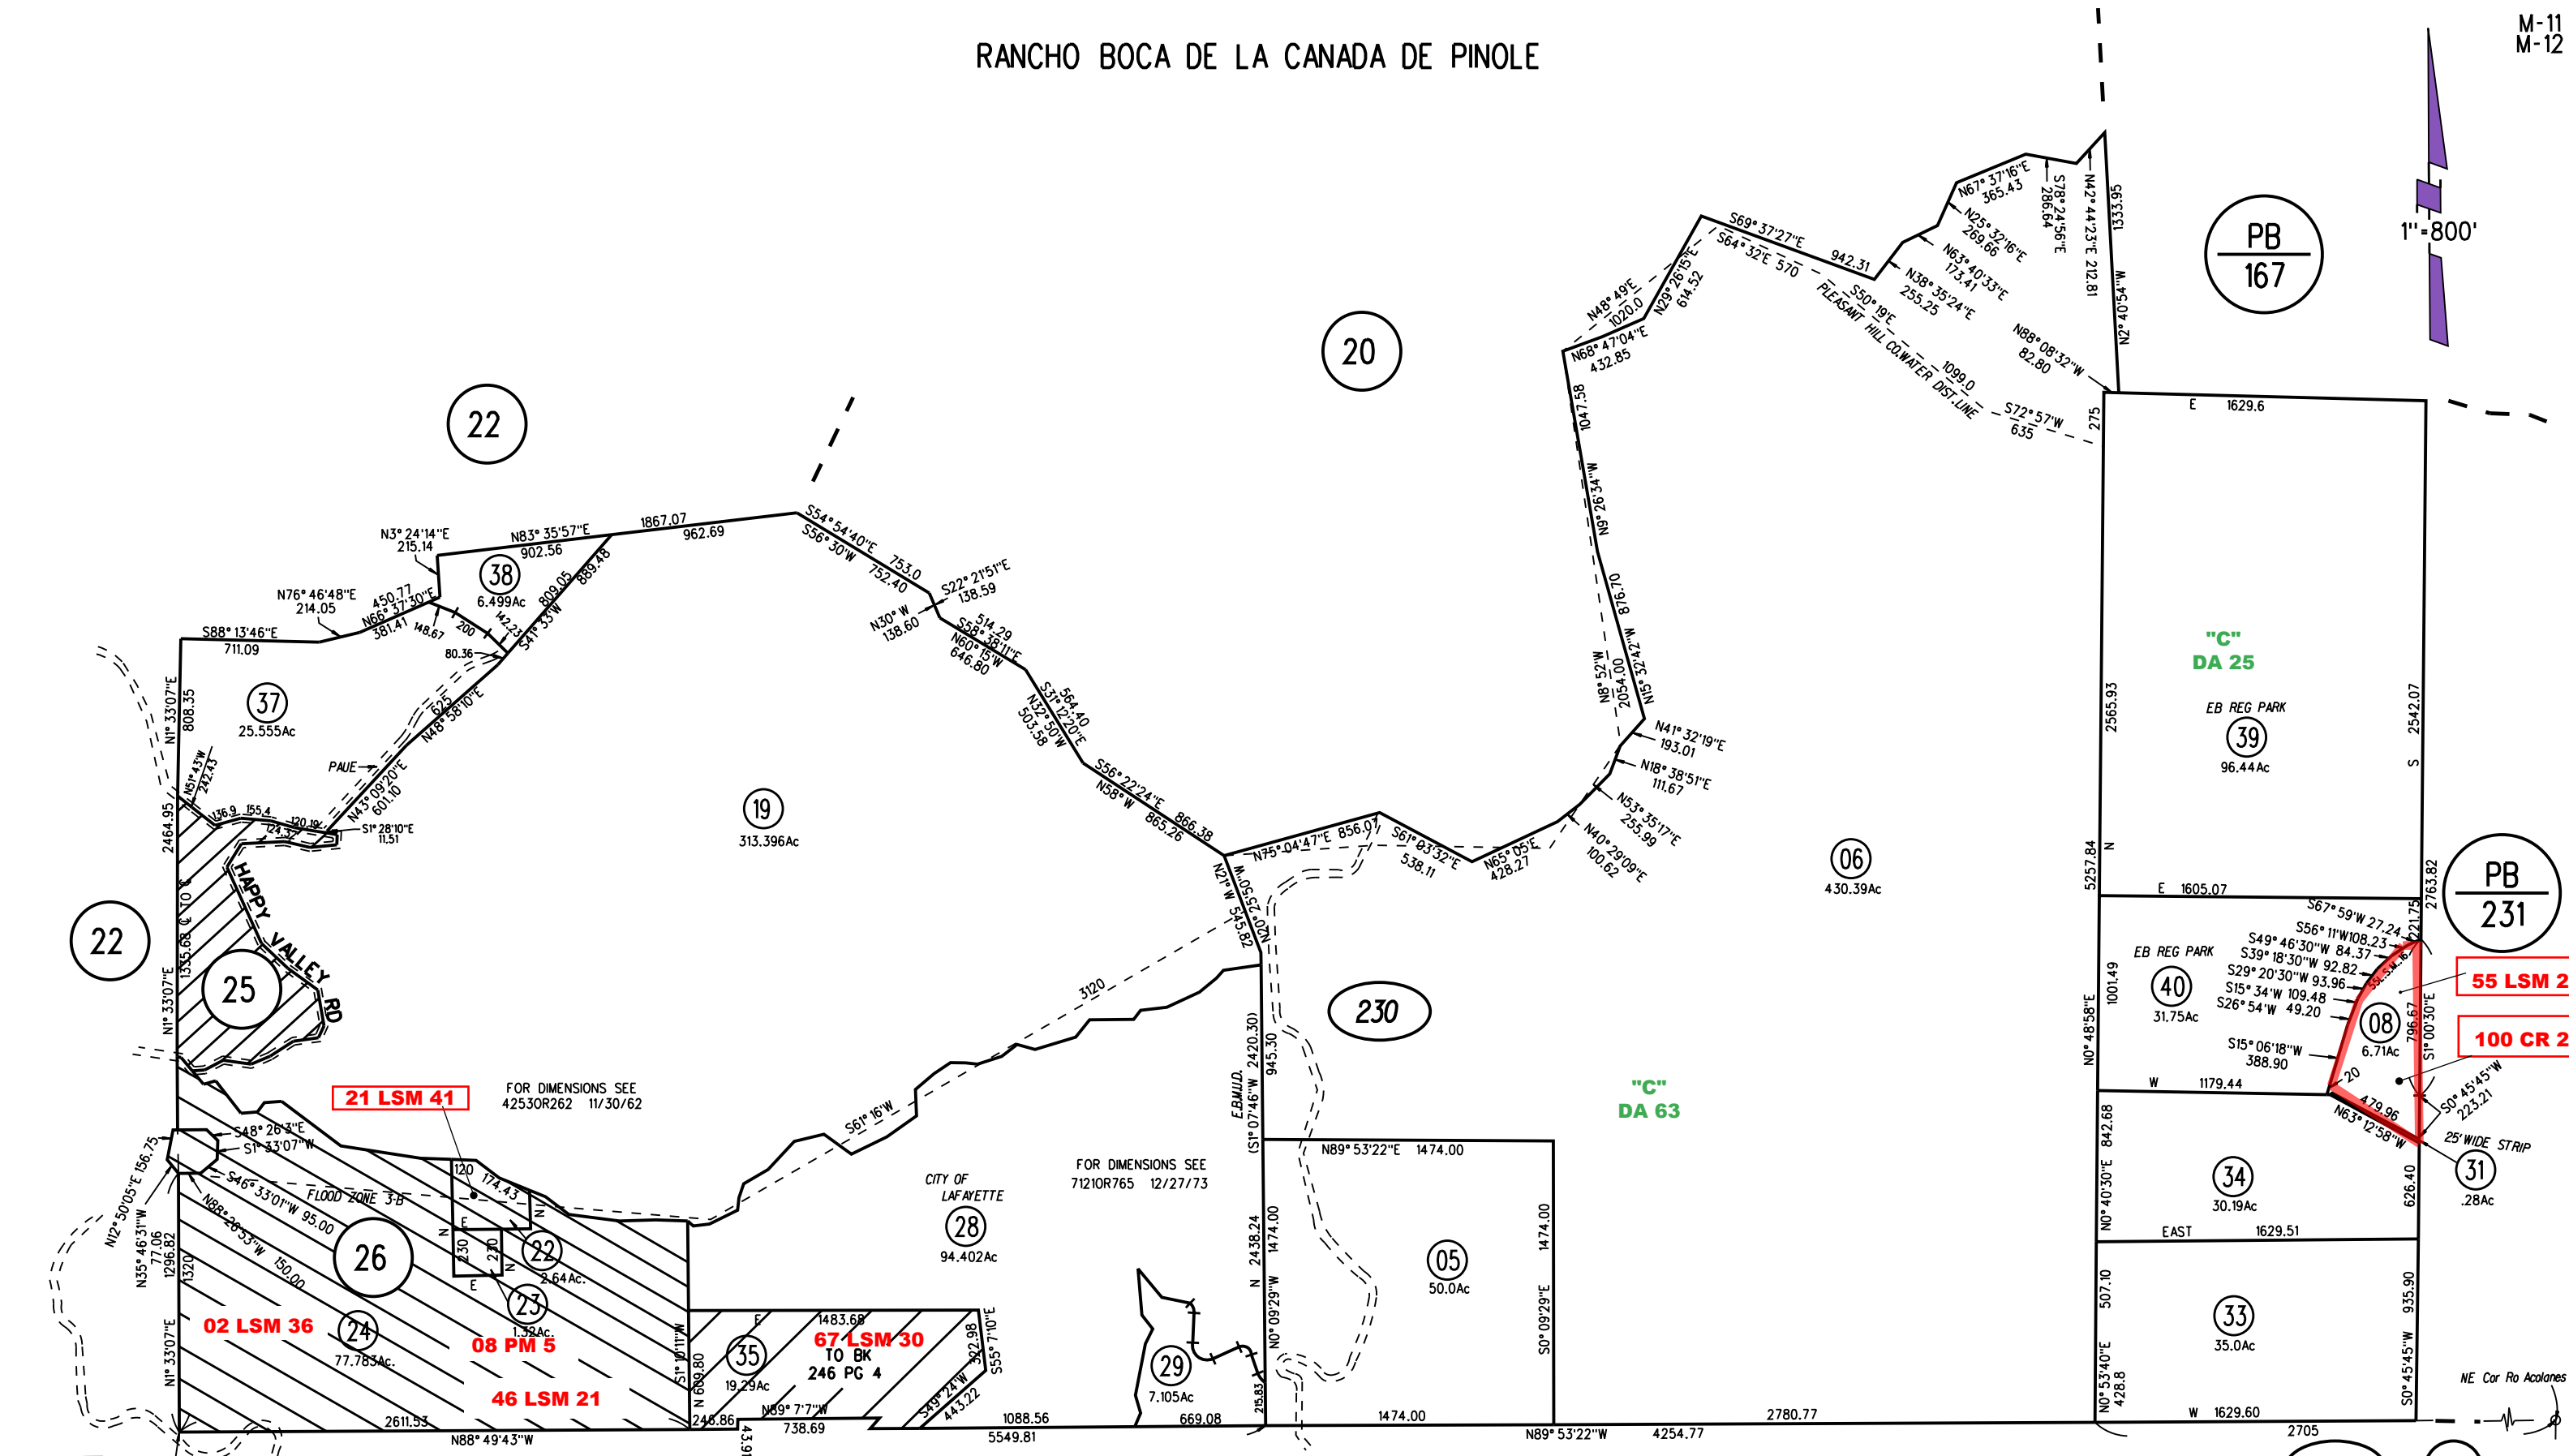 M-11
M-12
RANCHO BOCA DE LA CANADA DE PINOLE
1"=800'
PB
167
N67°37'16"E
365.43
S78°24'56"E
286.64
N42°44'23"E 212.81
1333.95
N2°40'54"W
N25°32'16"E
269.66
N63°40'33"E
173.41
N38°35'24"E
255.25
S69°37'27"E
942.31
S64°32'E 570
S50°19'E
1099.0
PLEASANT HILL CO.WATER DIST.LINE
N88°08'32"W
82.80
S72°57'W
635
275
N48°49'E
1020.0
N29°26'15"E
614.52
N68°47'04"E
432.85
20
22
E 1629.6
1047.58
N9°26'34"W
876.70
N15°32'42"W
N8°52'W
2054.00
N3°24'14"E
215.14
N83°35'57"E
902.56
1867.07
962.69
38
6.499Ac
809.05
889.48
S41°33'W
142.23
200
148.67
80.36
N76°46'48"E
214.05
450.77
N66°37'30"E
381.41
S88°13'46"E
711.09
37
25.555Ac
N1°33'07"E
808.35
N51°43'W
242.43
136.9 155.4
120.19
124.37
S1°28'10"E
11.51
PAUE
625
N48°58'10"E
N43°09'20"E
601.10
S54°54'40"E
753.0
S56°30'W
752.40
S22°21'51"E
138.59
N30°W
138.60
514.29
S58°38'11"E
N60°15'W
646.80
564.40
S31°12'20"E
N32°50'W
503.58
S56°22'24"E
866.38
N58°W
865.26
19
313.396Ac
N75°04'47"E 856.07
S61°03'32"E
538.11
N65°05'E
428.27
N41°32'19"E
193.01
N18°38'51"E
111.67
N53°35'17"E
255.99
N40°29'09"E
100.62
N21°W 545.82
N20°25'50"W
06
430.39Ac
"C"
DA 25
EB REG PARK
39
96.44Ac
2565.93
N
5257.84
S 2542.07
2763.82
E 1605.07
PB
231
221.75
S67°59'W 27.24
S56°11'W108.23
S49°46'30"W 84.37
S39°18'30"W 92.82
S29°20'30"W 93.96
S15°34'W 109.48
S26°54'W 49.20
S15°06'18"W
388.90
EB REG PARK
40
31.75Ac
1001.49
N0°48'58"E
55L.S.M.16
08
6.71Ac
796.67
S1°00'30"E
55 LSM 2
100 CR 2
20
479.96
N63°12'58"W
S0°45'45"W
223.21
25'WIDE STRIP
31
.28Ac
W 1179.44
842.68
N0°40'30"E
34
30.19Ac
626.40
EAST 1629.51
507.10
33
35.0Ac
935.90
S0°45'45"W
N0°53'40"E
428.8
W 1629.60
2705
NE Cor Ro Acolanes
2464.95
1335.68 ℄ TO ℄
N1°33'07"E
22
25
HAPPY VALLEY RD
3120
S61°16'W
230
"C"
DA 63
E.B.M.U.D.
(S1°07'46"W 2420.30)
945.30
N89°53'22"E 1474.00
05
50.0Ac
1474.00
S0°09'29"E
N 2438.24
N0°09'29"W 1474.00
215.83
1474.00
2780.77
N89°53'22"W 4254.77
21 LSM 41
FOR DIMENSIONS SEE
4253OR262 11/30/62
FOR DIMENSIONS SEE
7121OR765 12/27/73
CITY OF
LAFAYETTE
28
94.402Ac
29
7.105Ac
669.08
1088.56
5549.81
S48°26'3"E
S1°33'07"W
S46°33'01"W 95.00
N88°26'53"W 150.00
N12°50'05"E 156.75
N35°46'31"W
77.06
1296.82
1320
N1°33'07"E
FLOOD ZONE 3-B
120
174.43
E
N
N
230
230
N
E
22
2.64Ac.
23
1.32Ac.
26
24
77.783Ac.
02 LSM 36
08 PM 5
46 LSM 21
2611.53
N88°49'43"W
S1°10'11"W
N 609.80
E 1483.68
67 LSM 30
TO BK
246 PG 4
35
19.29Ac
322.98
S55°7'10"E
S49°24'W
443.22
246.86
N89°7'7"W
738.69
43.91